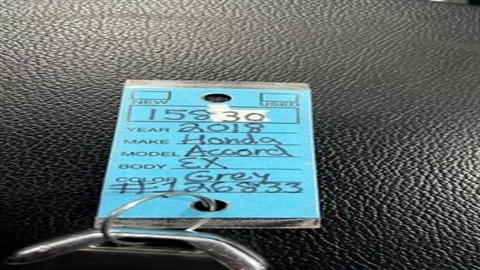 NEW USED
15830
YEAR 2018
MAKE Honda
MODEL Accord
BODY EX
COLOR Grey
#126833